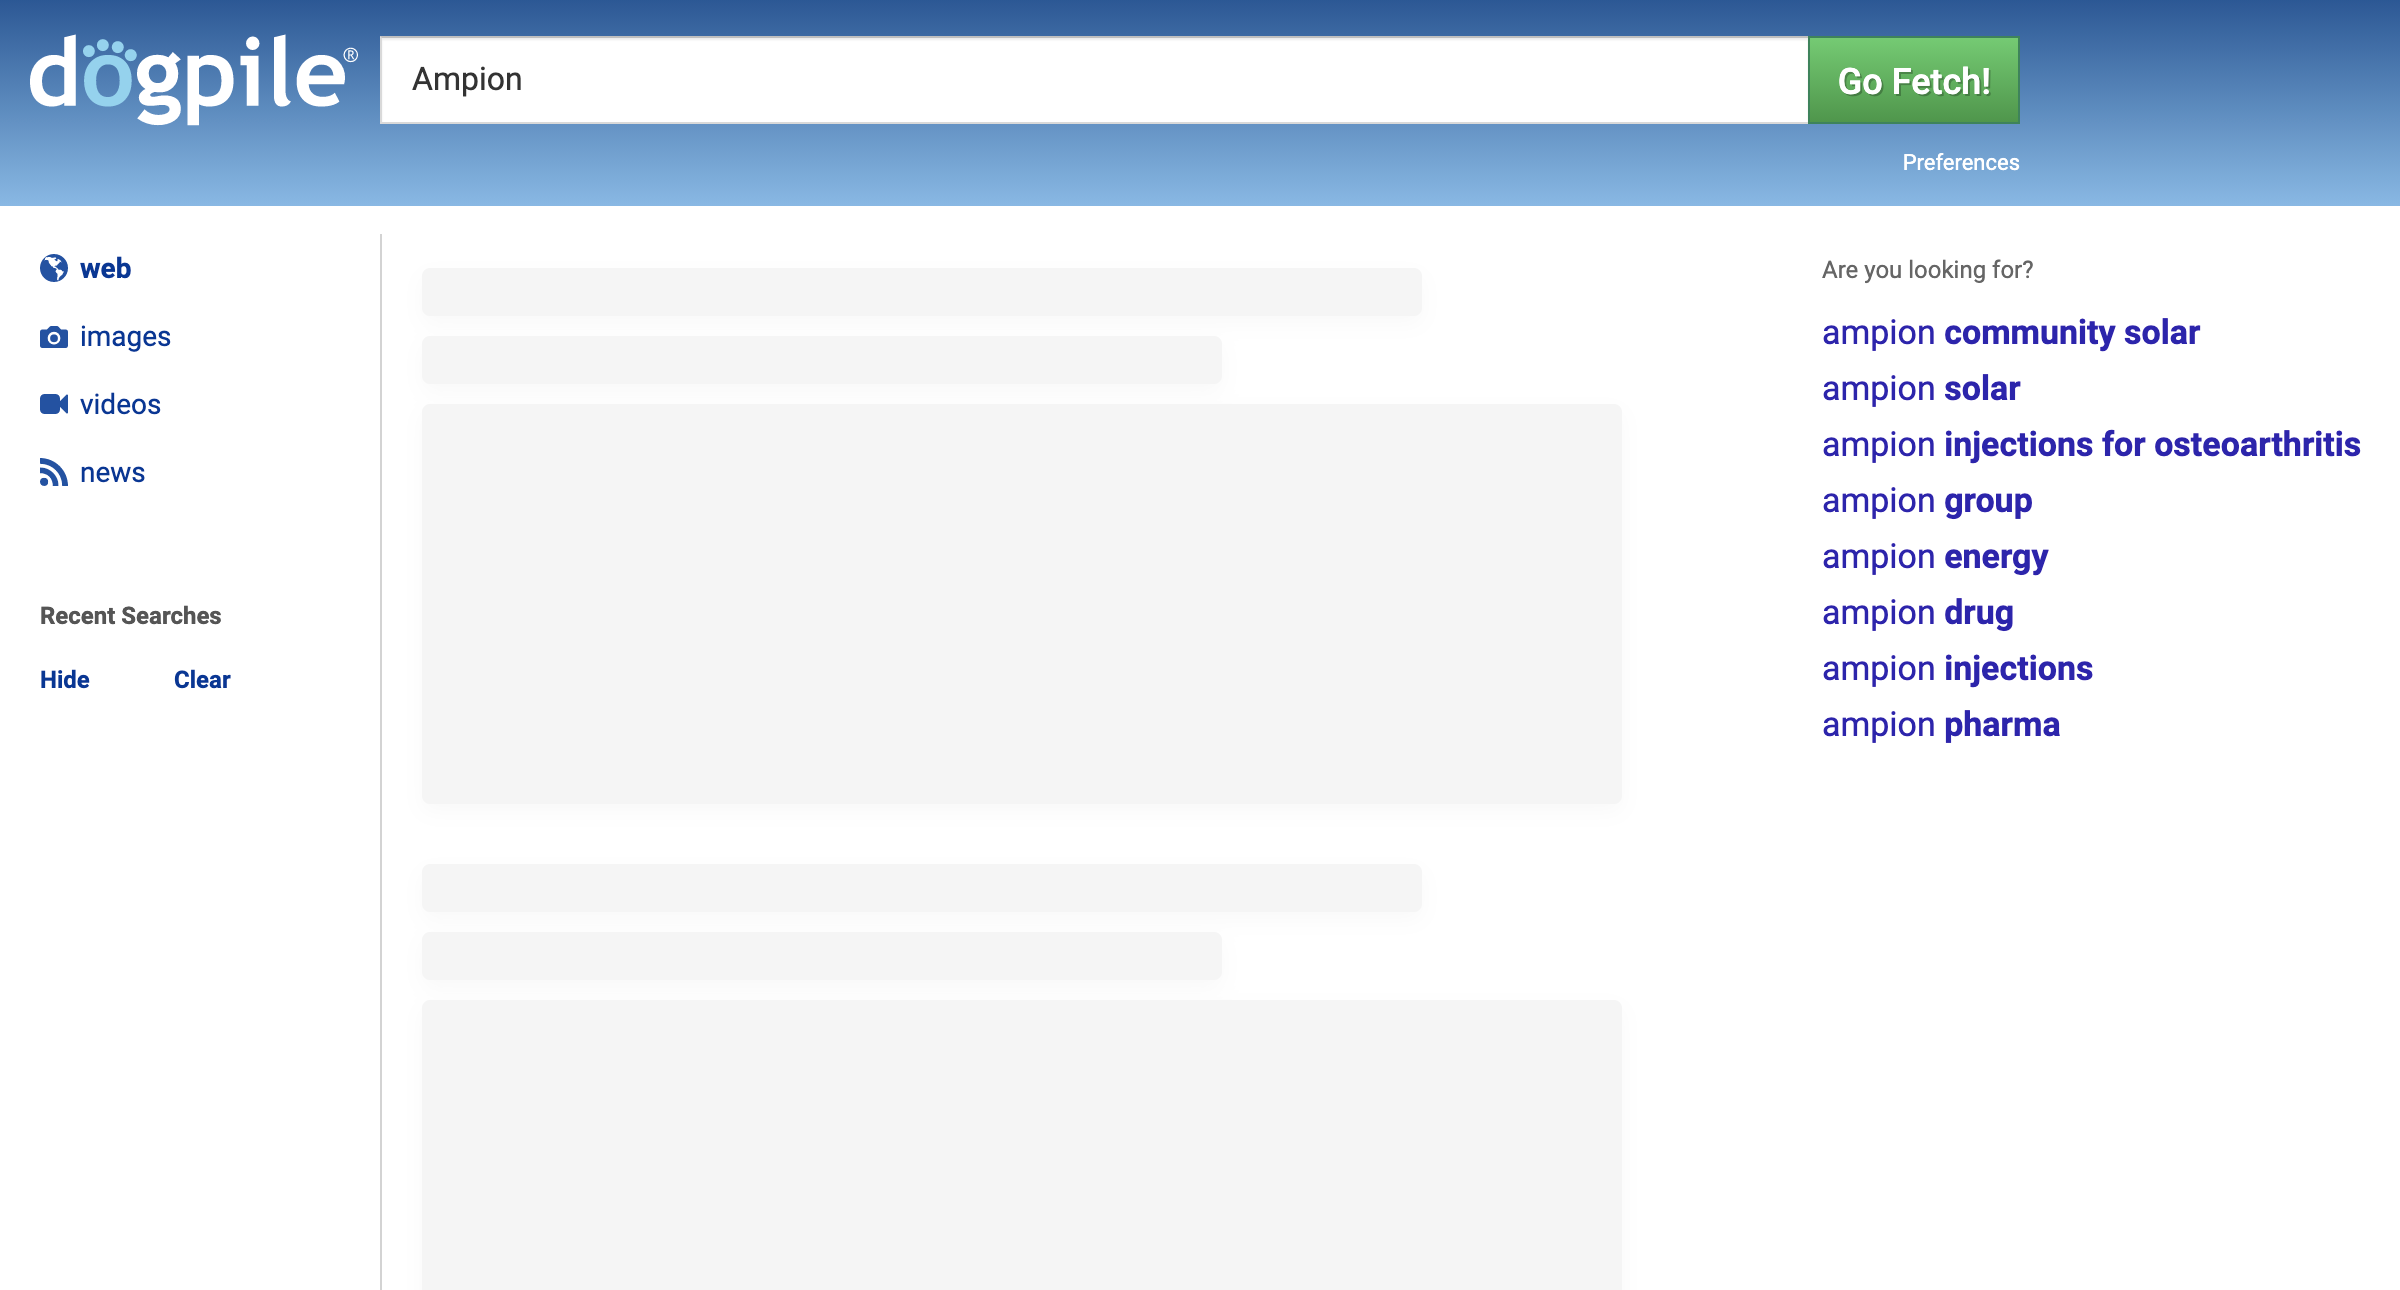 dogpile®
Ampion
Go Fetch!
Preferences
web
images
videos
news
Recent Searches
Hide
Clear
Are you looking for?
ampion community solar
ampion solar
ampion injections for osteoarthritis
ampion group
ampion energy
ampion drug
ampion injections
ampion pharma